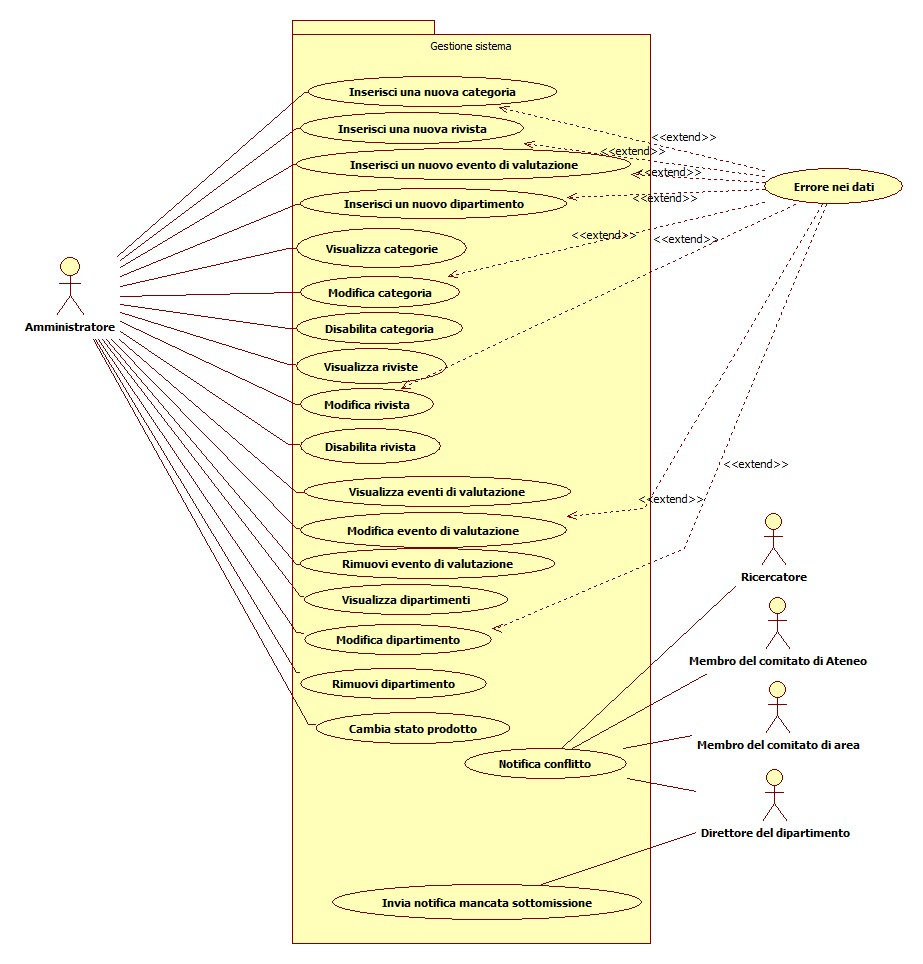 Gestione sistema
Inserisci una nuova categoria
Inserisci una nuova rivista
<<extend>>
<<extend>>
Inserisci un nuovo evento di valutazione
<<extend>>
Errore nei dati
Inserisci un nuovo dipartimento
<<extend>>
<<extend>>
<<extend>>
Visualizza categorie
Modifica categoria
Amministratore
Disabilita categoria
Visualizza riviste
Modifica rivista
Disabilita rivista
<<extend>>
Visualizza eventi di valutazione
<<extend>>
Modifica evento di valutazione
Rimuovi evento di valutazione
Ricercatore
Visualizza dipartimenti
Modifica dipartimento
Membro del comitato di Ateneo
Rimuovi dipartimento
Cambia stato prodotto
Membro del comitato di area
Notifica conflitto
Direttore del dipartimento
Invia notifica mancata sottomissione